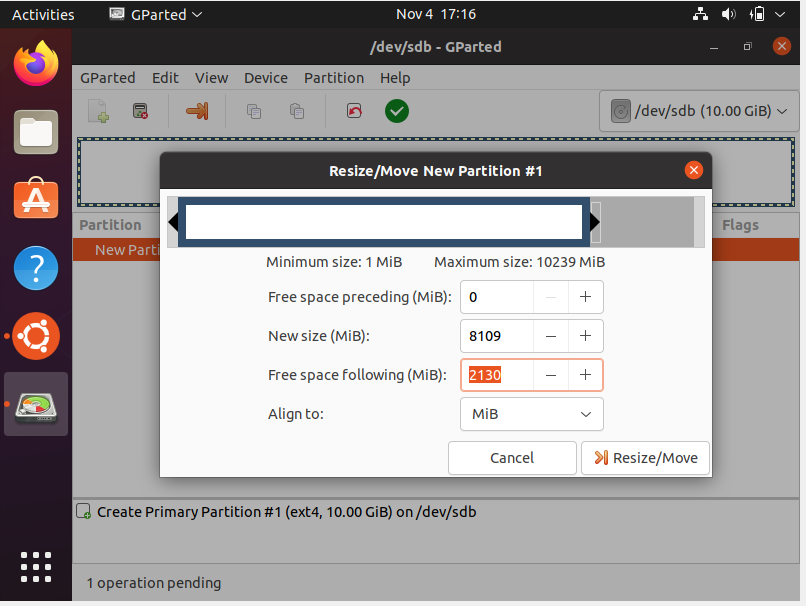 Activities GParted Nov 4 17:16
/dev/sdb - GParted
GParted Edit View Device Partition Help
/dev/sdb (10.00 GiB)
Resize/Move New Partition #1
Partition Flags
New Parti
Minimum size: 1 MiB Maximum size: 10239 MiB
Free space preceding (MiB): 0
New size (MiB): 8109
Free space following (MiB): 2130
Align to: MiB
Cancel Resize/Move
Create Primary Partition #1 (ext4, 10.00 GiB) on /dev/sdb
1 operation pending